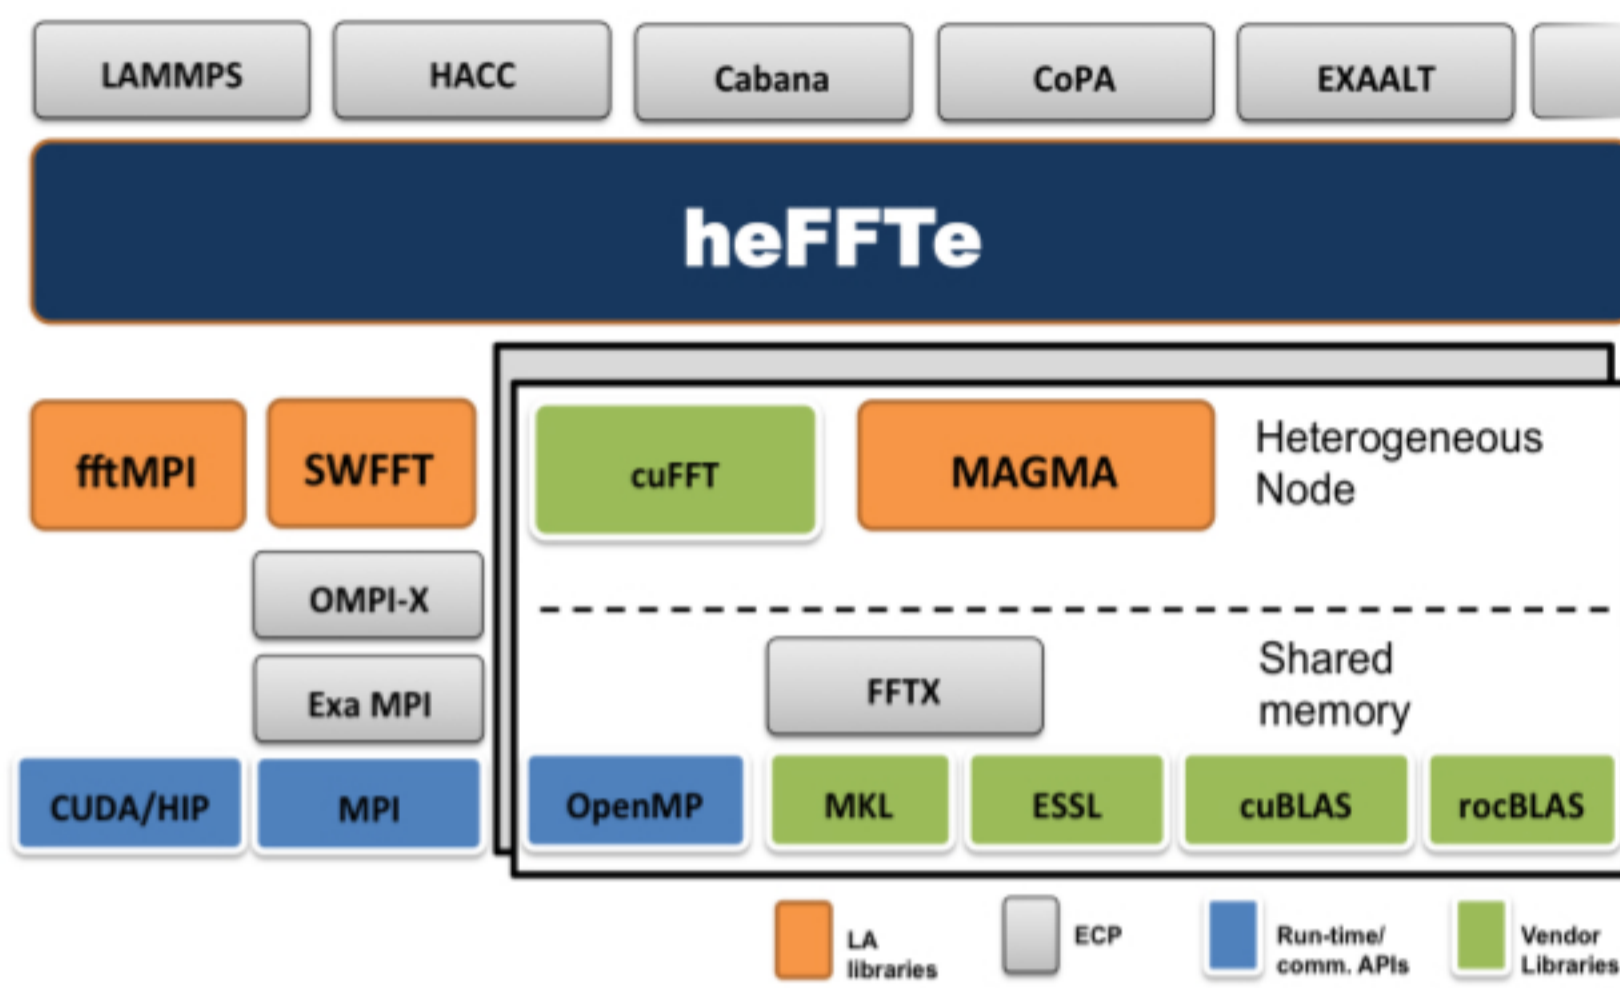 LAMMPS
HACC
Cabana
CoPA
EXAALT
heFFTe
fftMPI
SWFFT
cuFFT
MAGMA
Heterogeneous
Node
OMPI-X
FFTX
Shared
memory
Exa MPI
CUDA/HIP
MPI
OpenMP
MKL
ESSL
cuBLAS
rocBLAS
LA
libraries
ECP
Run-time/
comm. APIs
Vendor
Libraries